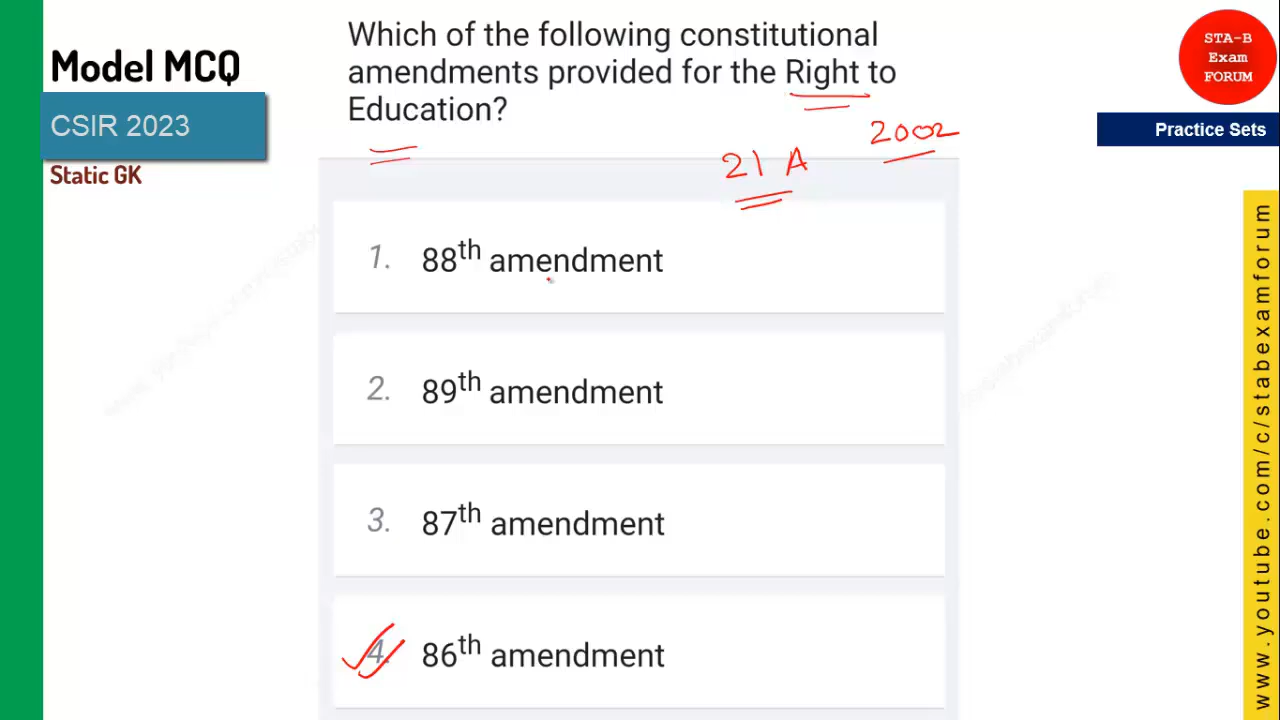 Model MCQ
CSIR 2023
Static GK
Which of the following constitutional
amendments provided for the Right to
Education?
2002
21 A
1. 88th amendment
2. 89th amendment
3. 87th amendment
4. 86th amendment
STA-B
Exam
FORUM
Practice Sets
www.youtube.com/c/stabexamforum